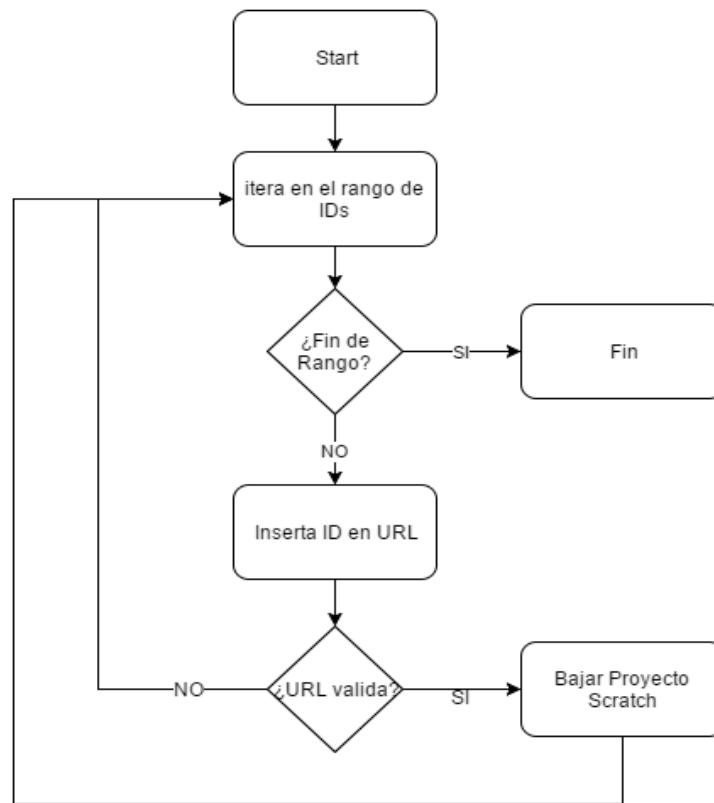 Start
itera en el rango de
IDs
¿Fin de
Rango?
SI
Fin
NO
Inserta ID en URL
NO
¿URL valida?
SI
Bajar Proyecto
Scratch